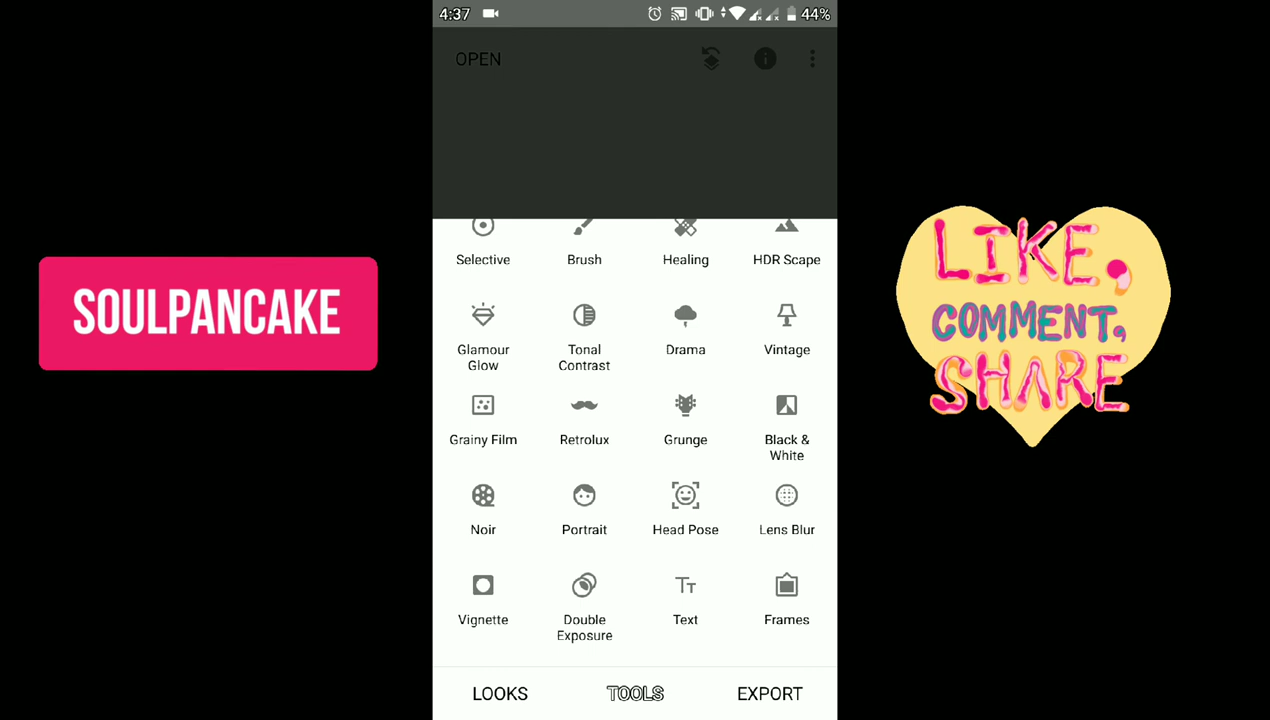 4:37
44%
OPEN
Selective
Brush
Healing
HDR Scape
Glamour
Glow
Tonal
Contrast
Drama
Vintage
Grainy Film
Retrolux
Grunge
Black &
White
Noir
Portrait
Head Pose
Lens Blur
Vignette
Double
Exposure
Text
Frames
LOOKS
TOOLS
EXPORT
SOULPANCAKE
LIKE,
COMMENT,
SHARE